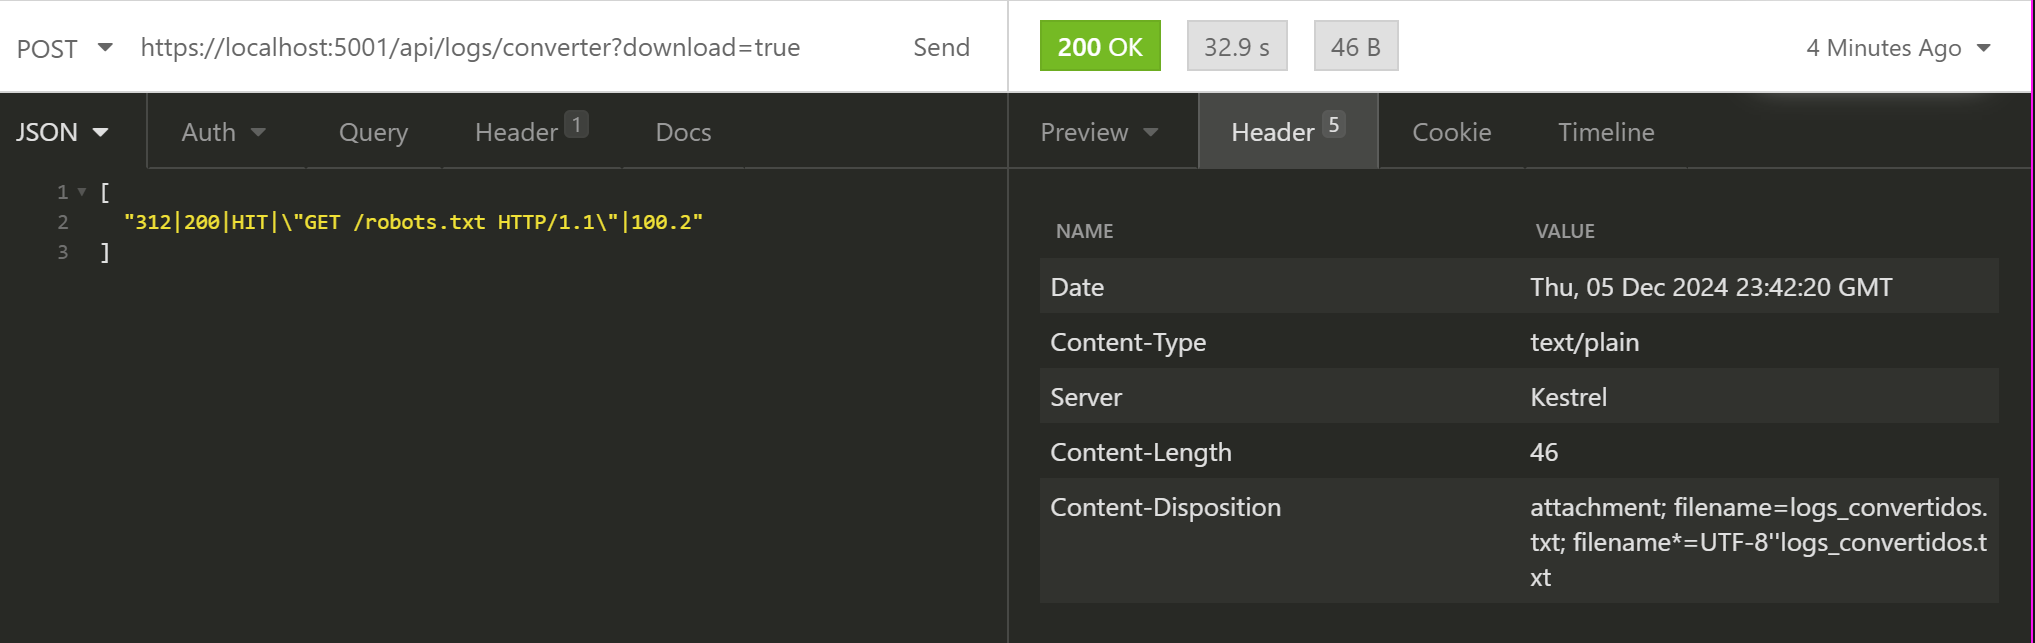 POST https://localhost:5001/api/logs/converter?download=true Send 200 OK 32.9 s 46 B 4 Minutes Ago
JSON Auth Query Header 1 Docs Preview Header 5 Cookie Timeline
1 [
2 "312|200|HIT|\"GET /robots.txt HTTP/1.1\"|100.2"
3 ]
NAME VALUE
Date Thu, 05 Dec 2024 23:42:20 GMT
Content-Type text/plain
Server Kestrel
Content-Length 46
Content-Disposition attachment; filename=logs_convertidos.
txt; filename*=UTF-8''logs_convertidos.t
xt